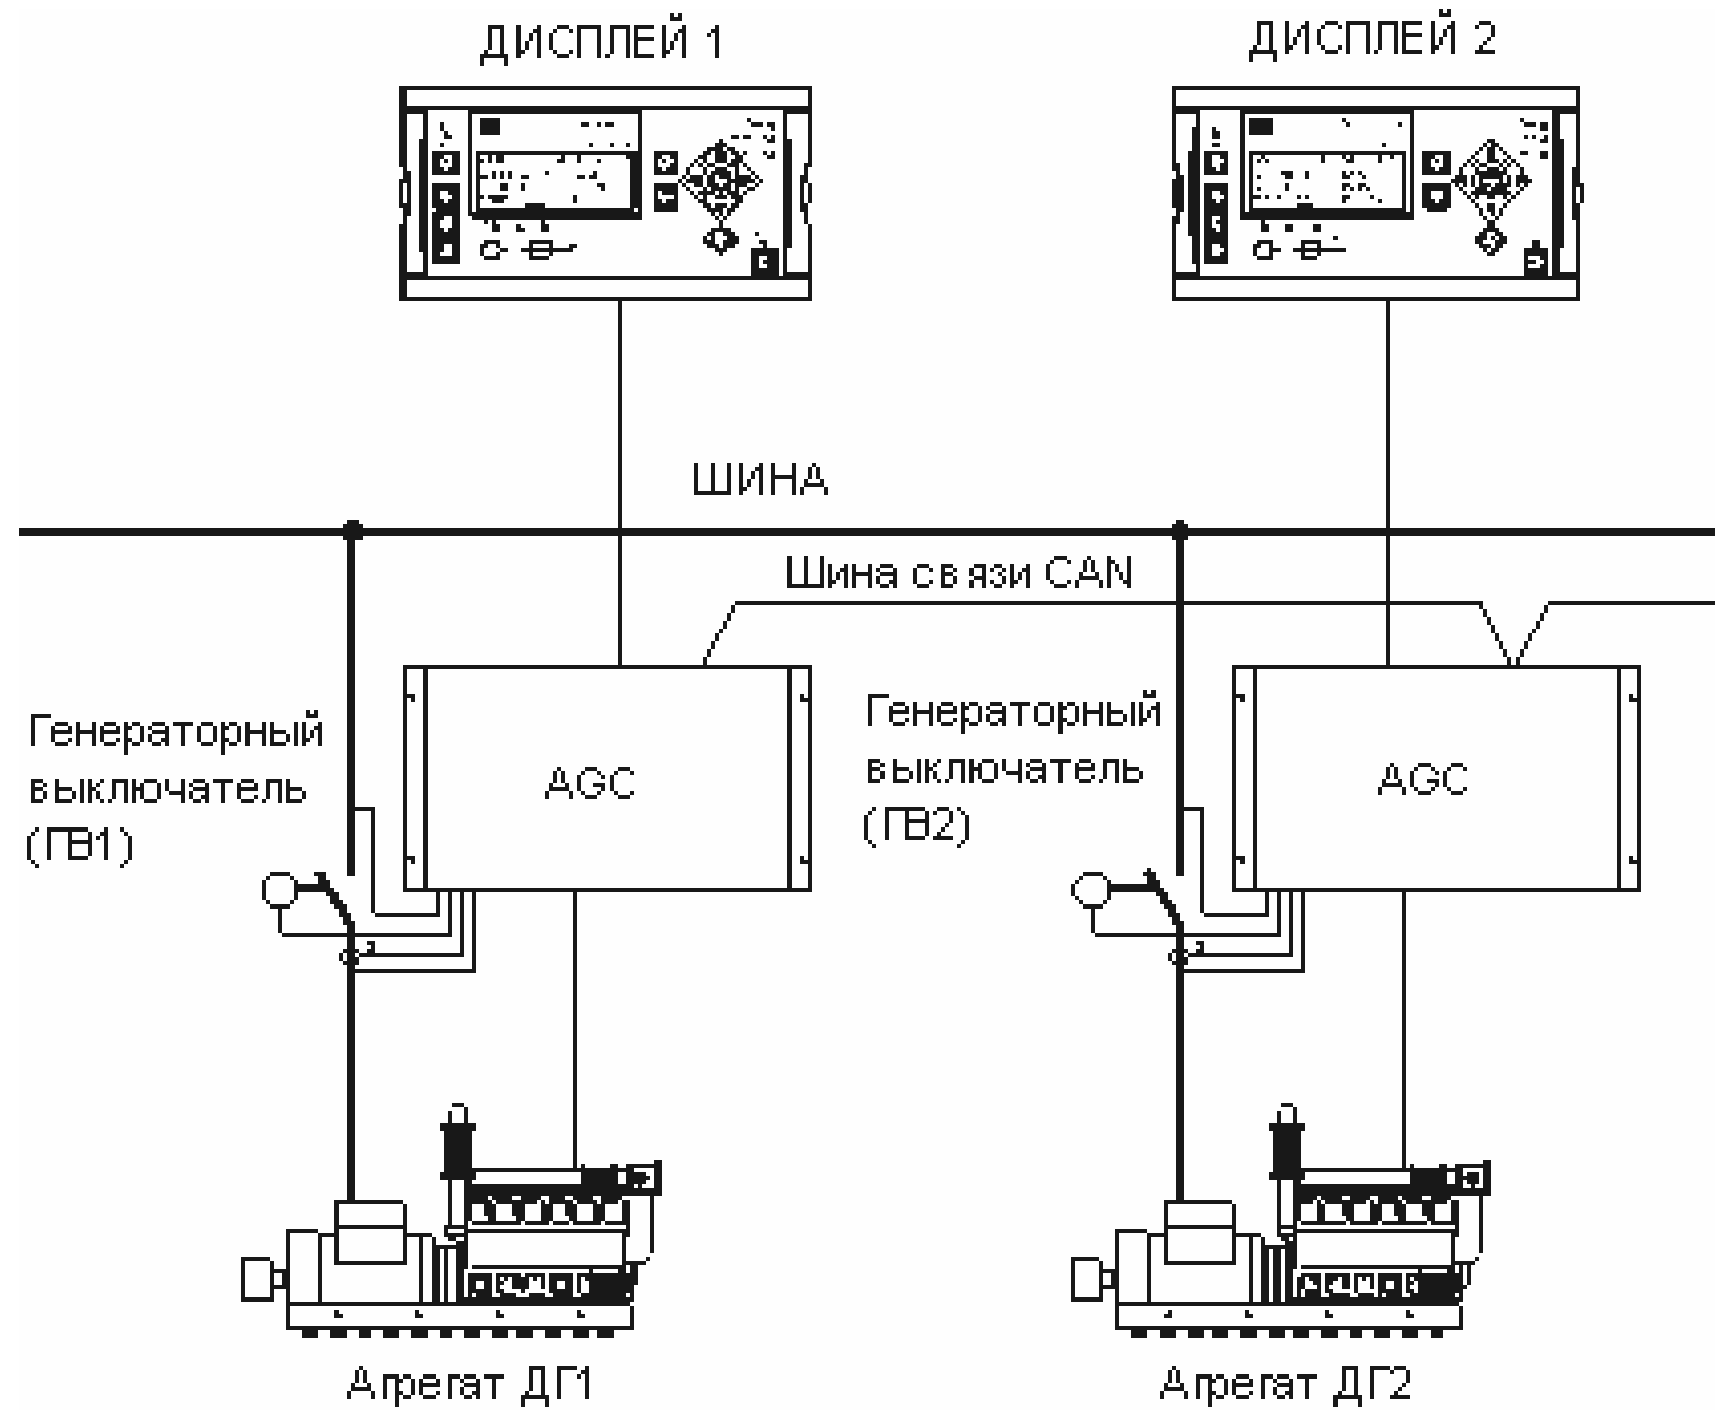 ДИСПЛЕЙ 1
ДИСПЛЕЙ 2
ШИНА
Шина связи CAN
Генераторный
выключатель
(ГВ1)
AGC
Генераторный
выключатель
(ГВ2)
AGC
Агрегат ДГ1
Агрегат ДГ2